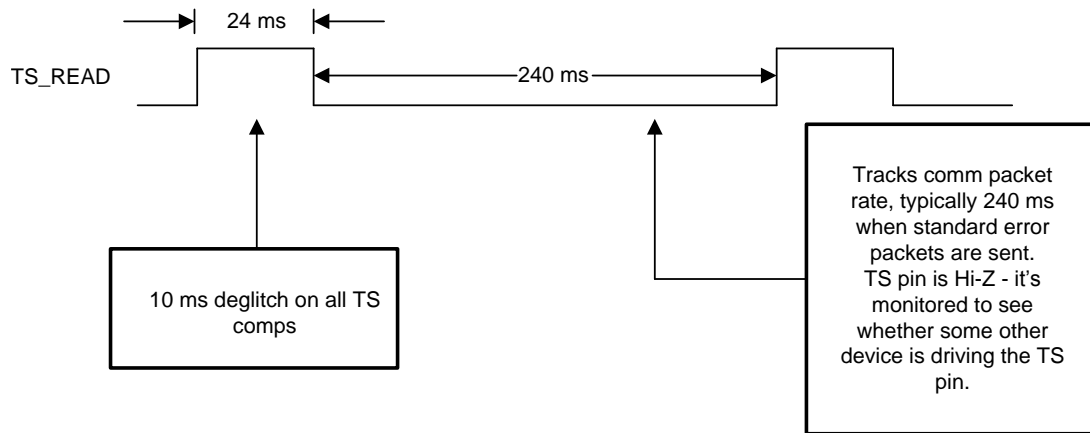 24 ms
TS_READ
240 ms
10 ms deglitch on all TS
comps
Tracks comm packet
rate, typically 240 ms
when standard error
packets are sent.
TS pin is Hi-Z - it's
monitored to see
whether some other
device is driving the TS
pin.